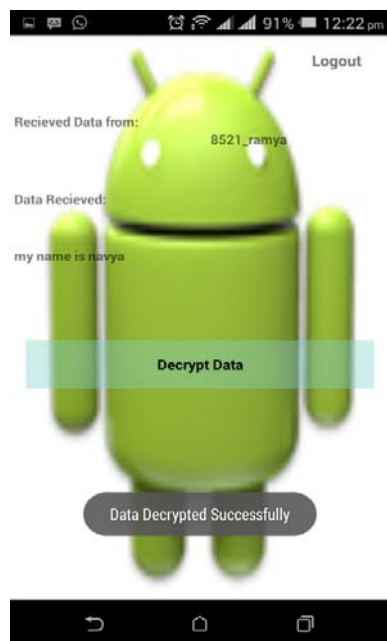 91% 12:22 pm
Logout
Recieved Data from:
8521_ramya
Data Recieved:
my name is navya
Decrypt Data
Data Decrypted Successfully